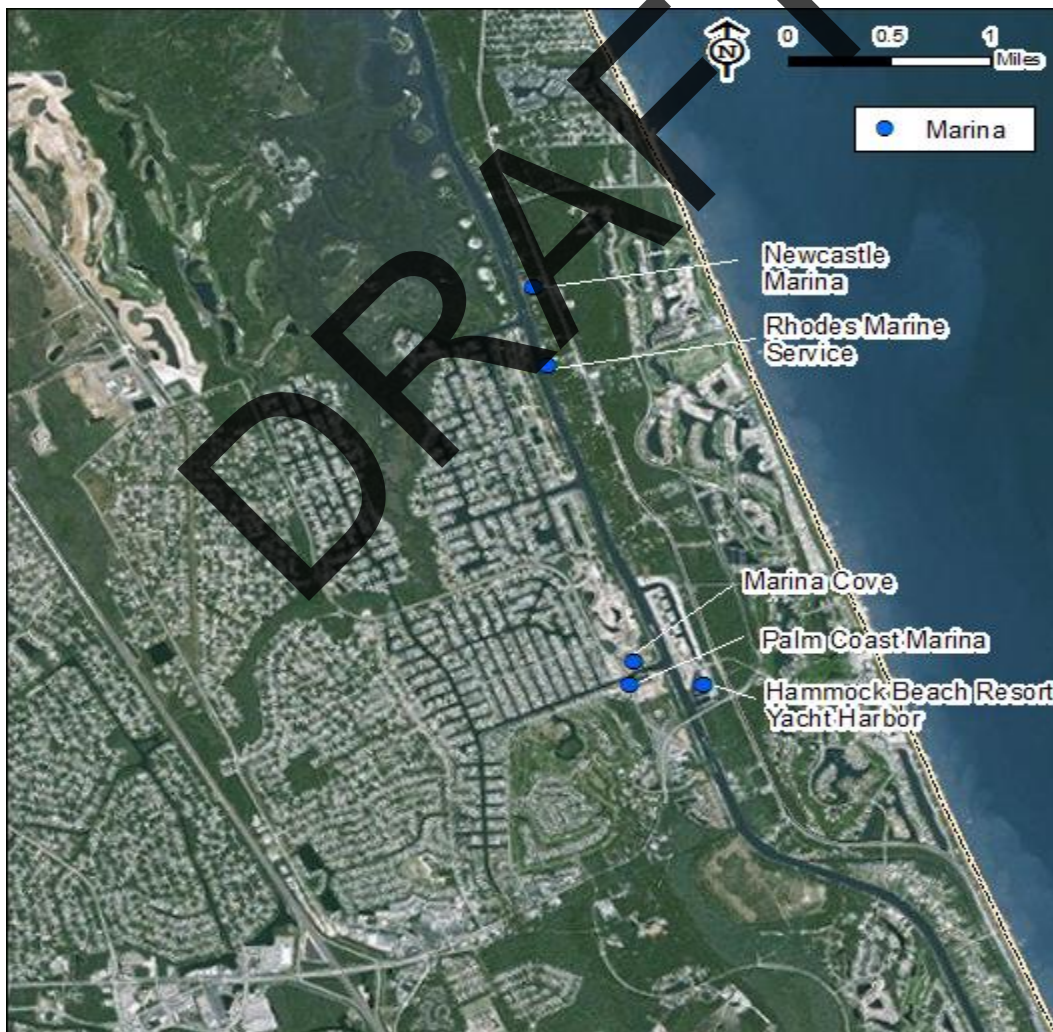 N
0 0.5 1
Miles
Marina
Newcastle
Marina
Rhodes Marine
Service
Marina Cove
Palm Coast Marina
Hammock Beach Resort
Yacht Harbor
DRAFT